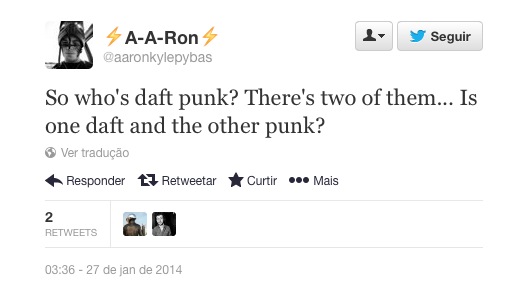 ⚡A-A-Ron⚡
@aaronkylepybas
Seguir
So who's daft punk? There's two of them... Is
one daft and the other punk?
Ver tradução
Responder Retweetar Curtir Mais
2
RETWEETS
03:36 - 27 de jan de 2014